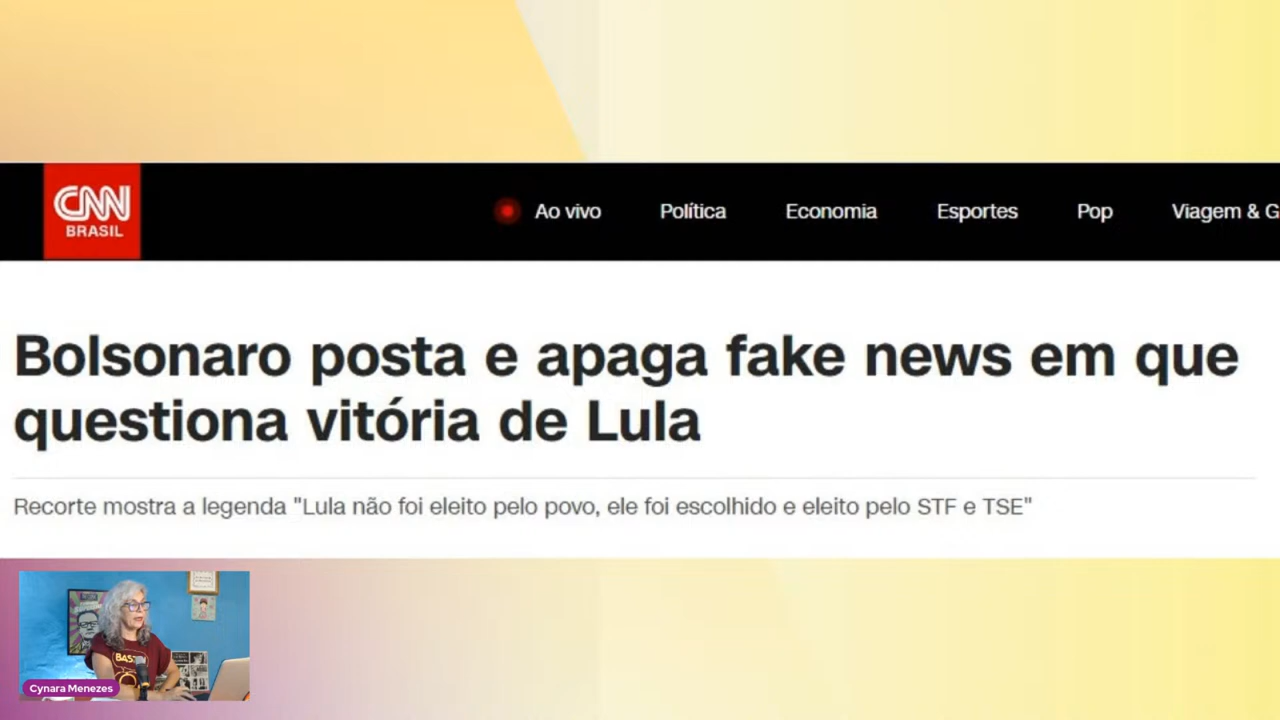 CNN
BRASIL
Ao vivo Política Economia Esportes Pop Viagem & G
Bolsonaro posta e apaga fake news em que
questiona vitória de Lula
Recorte mostra a legenda "Lula não foi eleito pelo povo, ele foi escolhido e eleito pelo STF e TSE"
Cynara Menezes